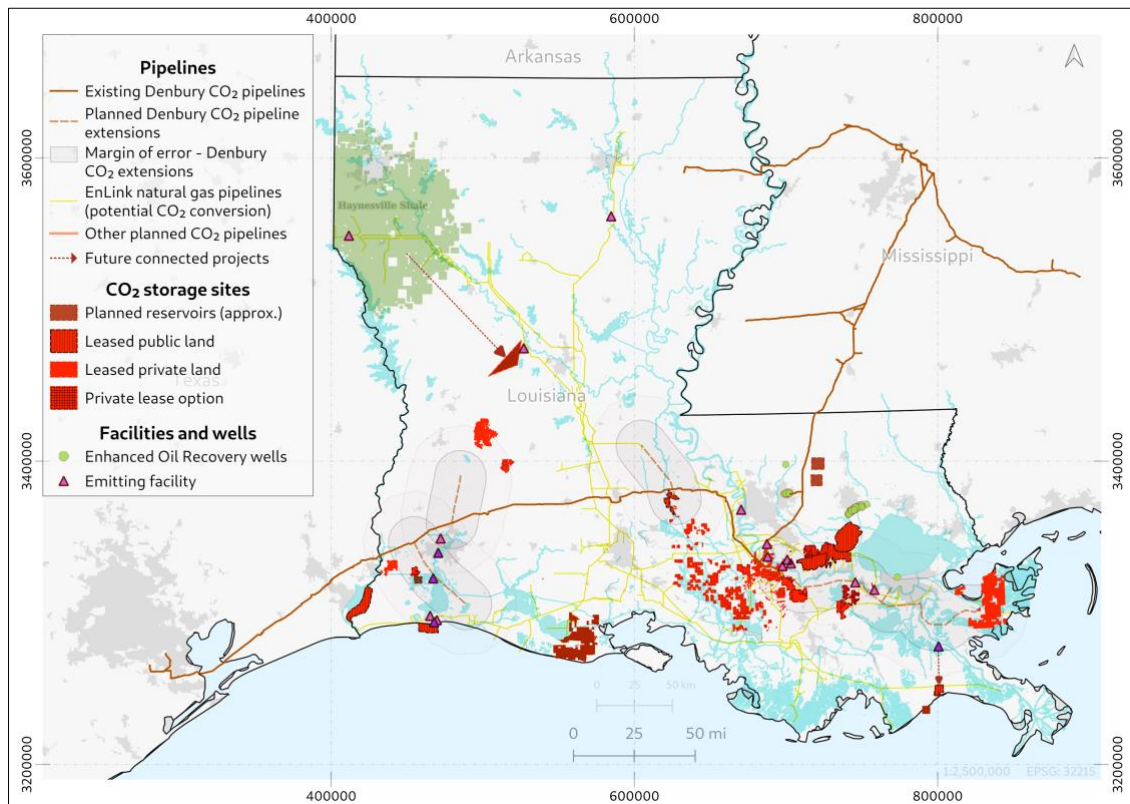 400000
600000
800000
Arkansas
Pipelines
Existing Denbury CO₂ pipelines
Planned Denbury CO₂ pipeline
extensions
Margin of error - Denbury
CO₂ extensions
EnLink natural gas pipelines
(potential CO₂ conversion)
Other planned CO₂ pipelines
Future connected projects
CO₂ storage sites
Planned reservoirs (approx.)
Leased public land
Leased private land
Private lease option
Facilities and wells
Enhanced Oil Recovery wells
Emitting facility
3600000
3600000
Haynesville Shale
Mississippi
Texas
Louisiana
3400000
3400000
0 25 50 km
0 25 50 mi
3200000
3200000
1:2,500,000 EPSG: 32215
400000
600000
800000